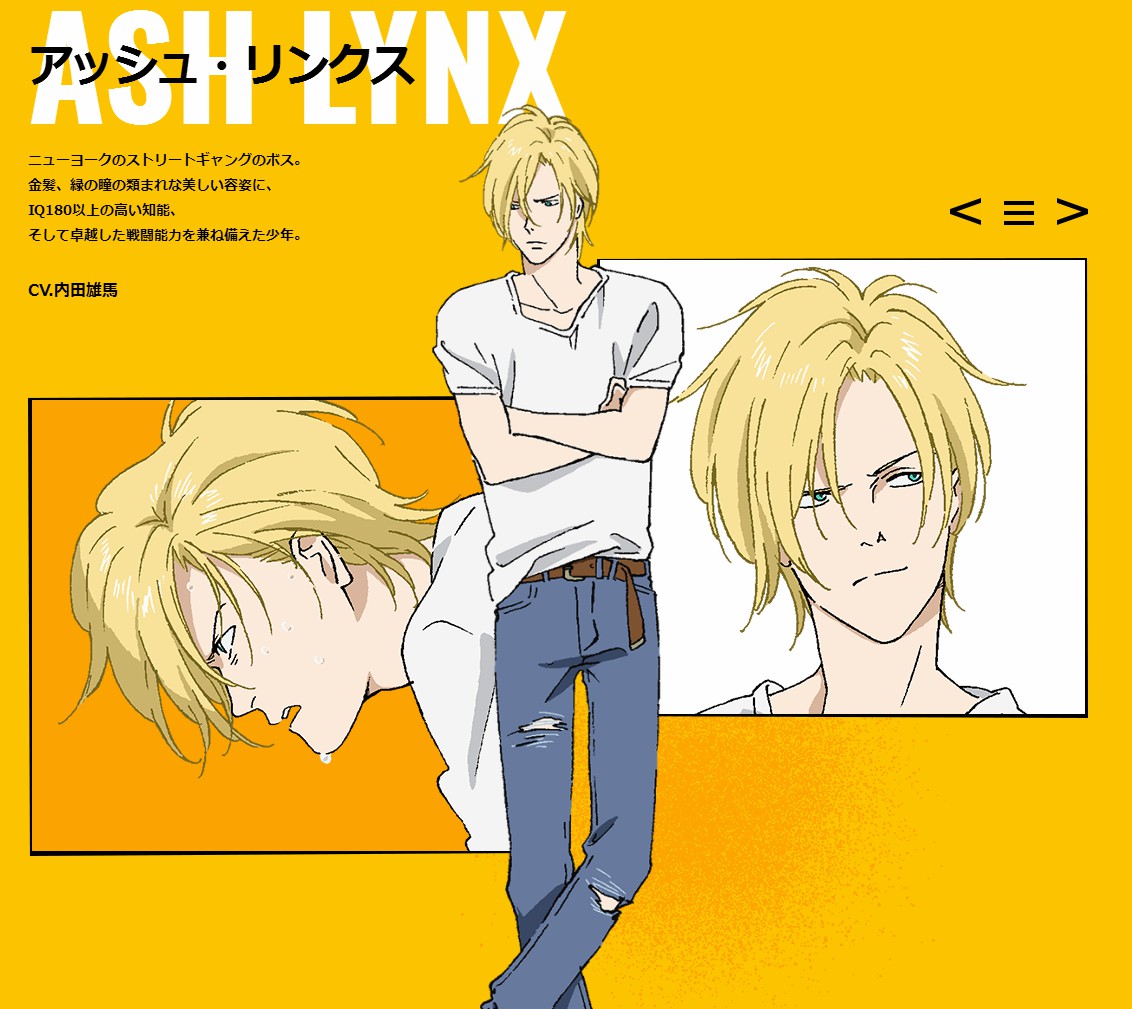 ASH LYNX
アッシュ・リンクス
ニューヨークのストリートギャングのボス。
金髪、緑の瞳の類まれな美しい容姿に、
IQ180以上の高い知能、
そして卓越した戦闘能力を兼ね備えた少年。
CV.内田雄馬